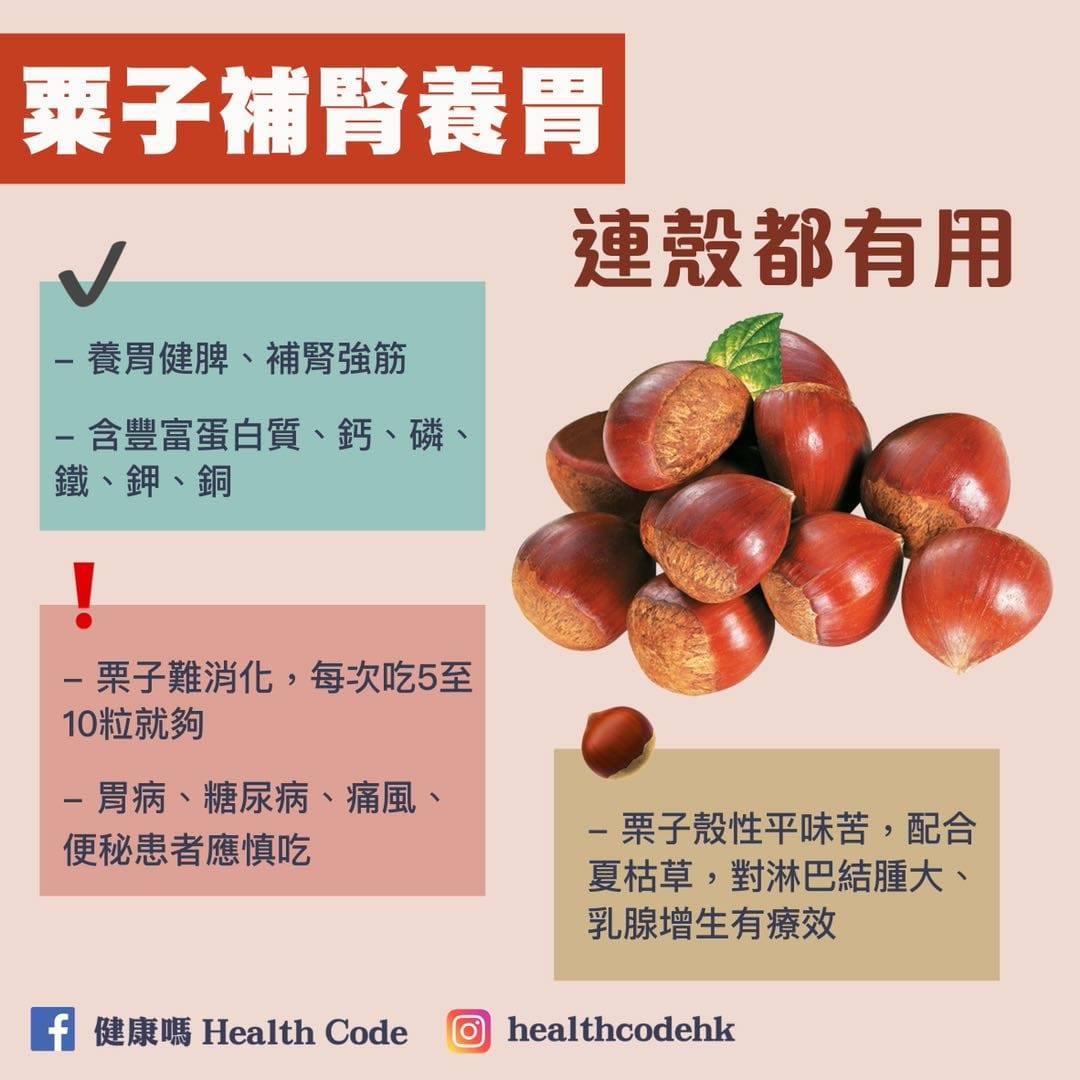 粟子補腎養胃
連殼都有用
– 養胃健脾、補腎強筋
– 含豐富蛋白質、鈣、磷、
鐵、鉀、銅
– 栗子難消化，每次吃5至
10粒就夠
– 胃病、糖尿病、痛風、
便秘患者應慎吃
– 栗子殼性平味苦，配合
夏枯草，對淋巴結腫大、
乳腺增生有療效
健康嗎 Health Code
healthcodehk